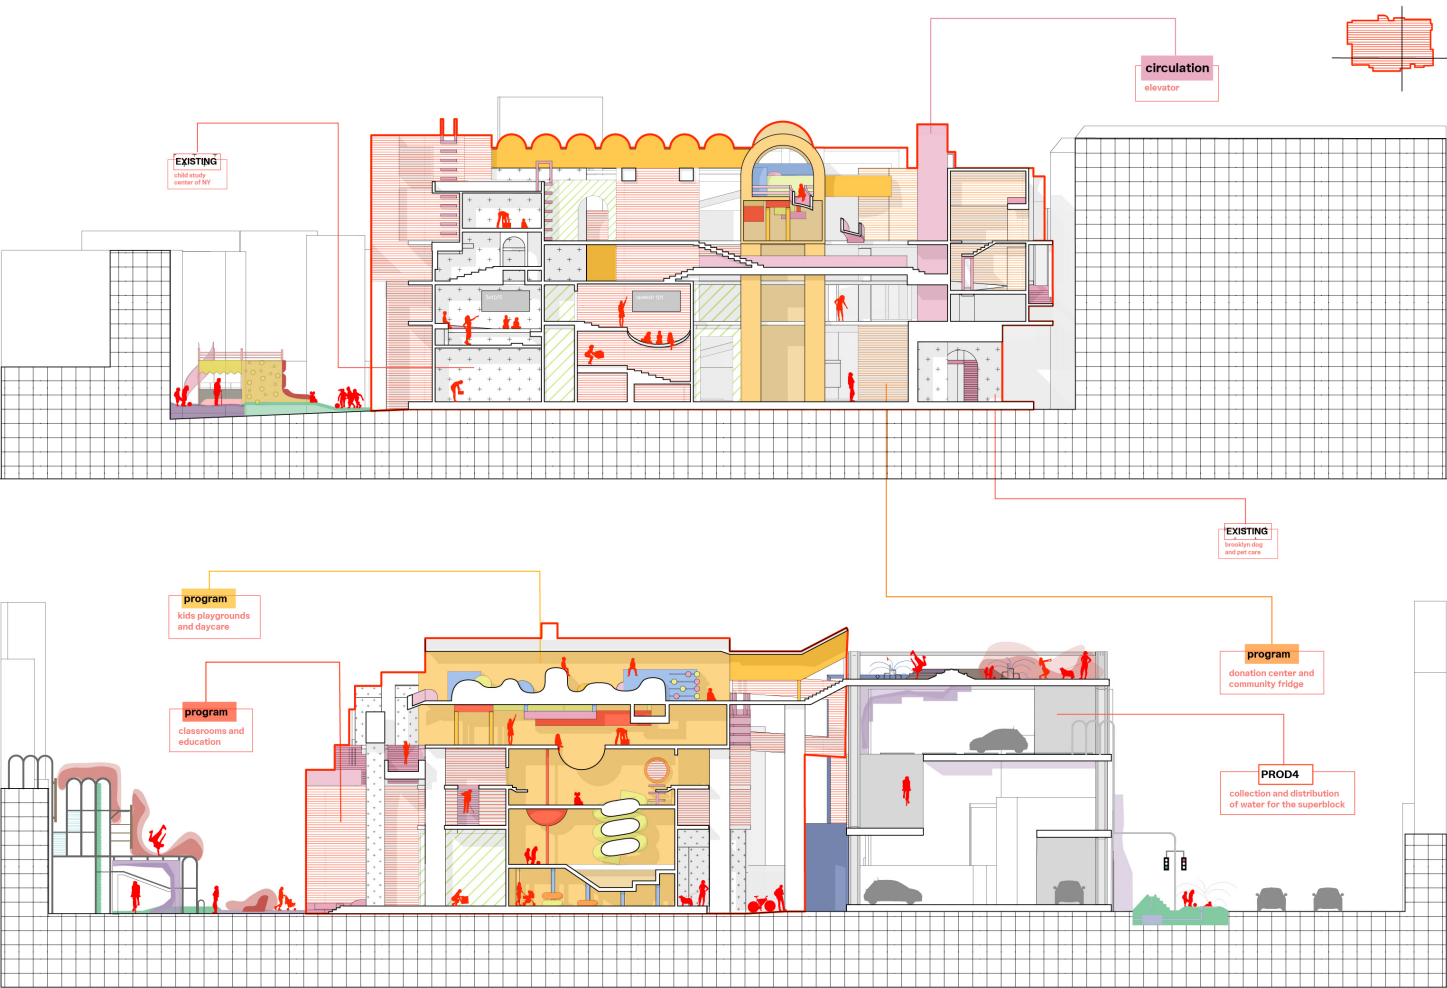 circulation
elevator
EXISTING
child study
center of NY
EXISTING
brooklyn dog
and pet care
program
kids playgrounds
and daycare
program
donation center and
community fridge
program
classrooms and
education
PROD4
collection and distribution
of water for the superblock